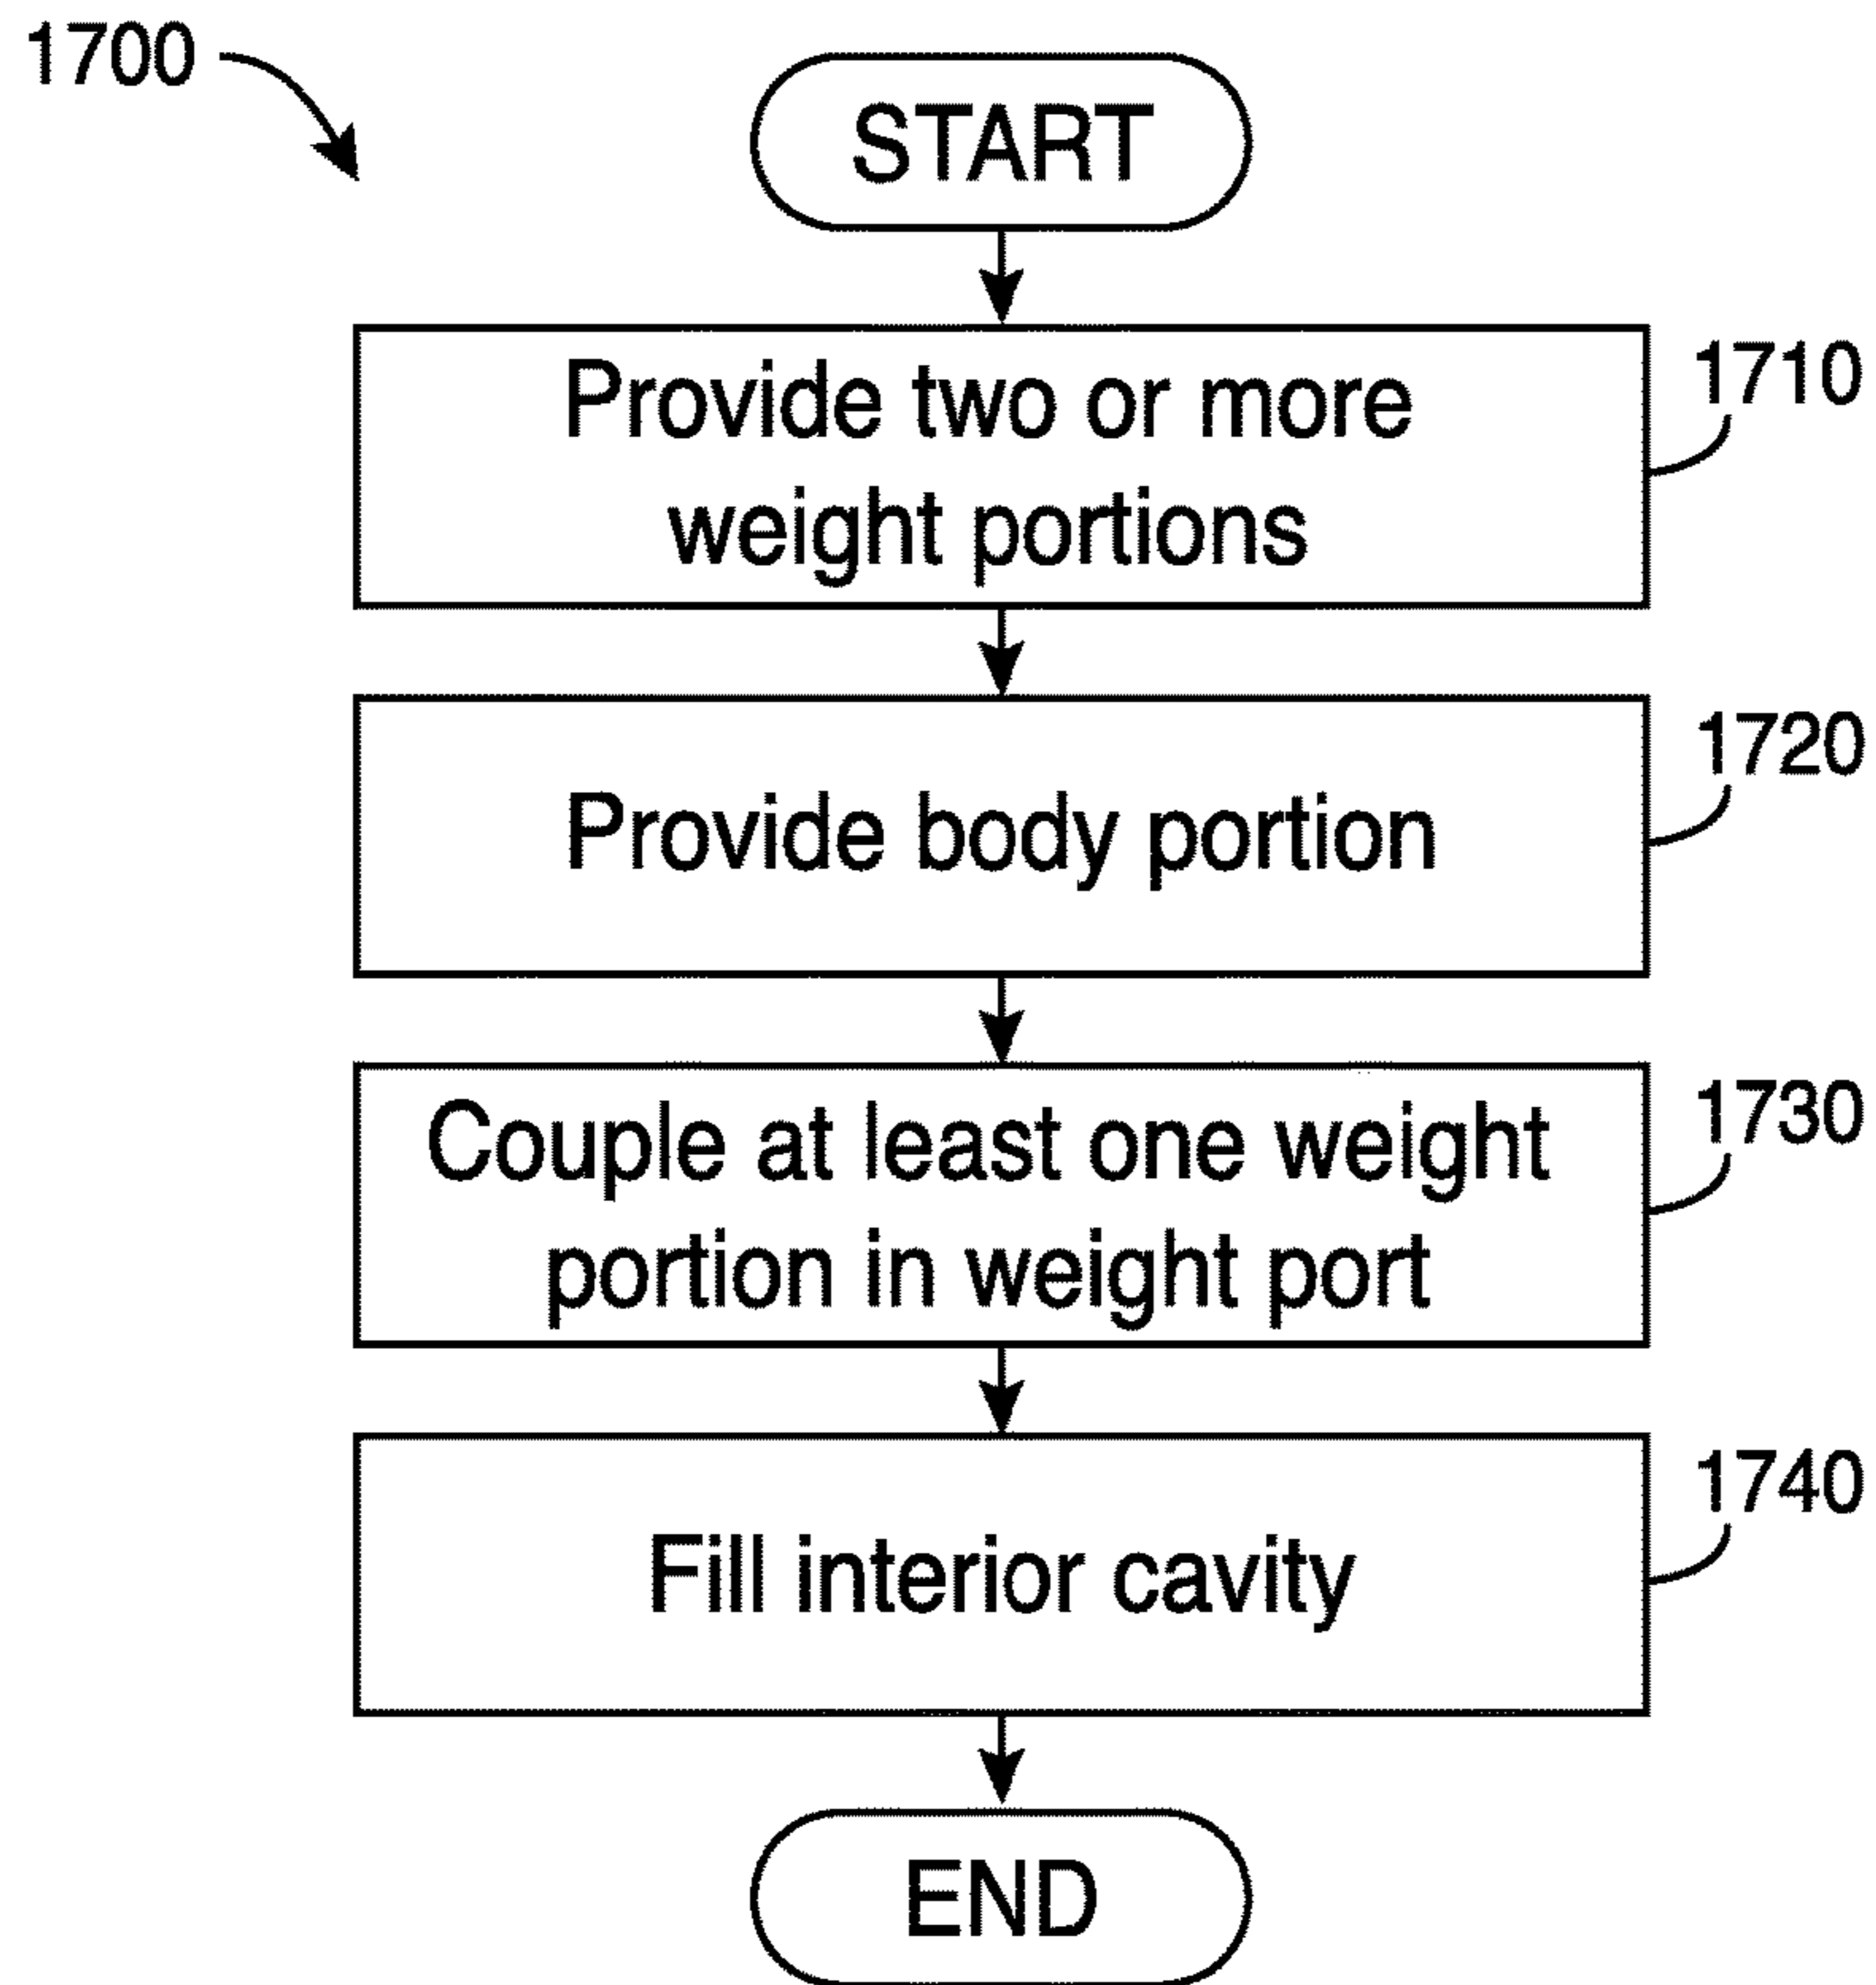 1700
START
Provide two or more
weight portions
1710
Provide body portion
1720
Couple at least one weight
portion in weight port
1730
Fill interior cavity
1740
END